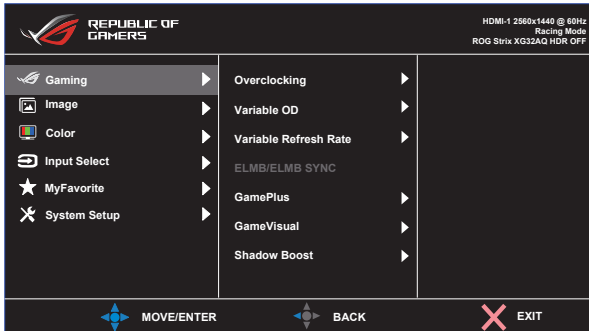 REPUBLIC OF
GAMERS
HDMI-1 2560x1440 @ 60Hz
Racing Mode
ROG Strix XG32AQ HDR OFF
Gaming
Image
Color
Input Select
MyFavorite
System Setup
Overclocking
Variable OD
Variable Refresh Rate
ELMB/ELMB SYNC
GamePlus
GameVisual
Shadow Boost
MOVE/ENTER
BACK
EXIT